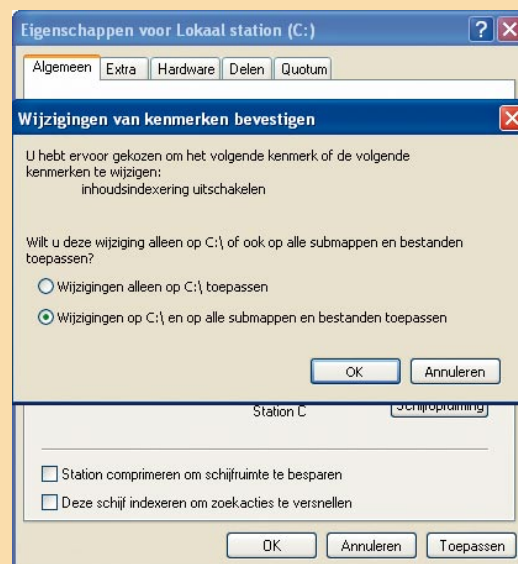 Eigenschappen voor Lokaal station (C:)
Algemeen Extra Hardware Delen Quotum
Wijzigingen van kenmerken bevestigen
U hebt ervoor gekozen om het volgende kenmerk of de volgende
kenmerken te wijzigen:
inhoudsindexering uitschakelen
Wilt u deze wijziging alleen op C:\ of ook op alle submappen en bestanden
toepassen?
Wijzigingen alleen op C:\ toepassen
Wijzigingen op C:\ en op alle submappen en bestanden toepassen
OK Annuleren
Station C Schijfopruiming
Station comprimeren om schijfruimte te besparen
Deze schijf indexeren om zoekacties te versnellen
OK Annuleren Toepassen